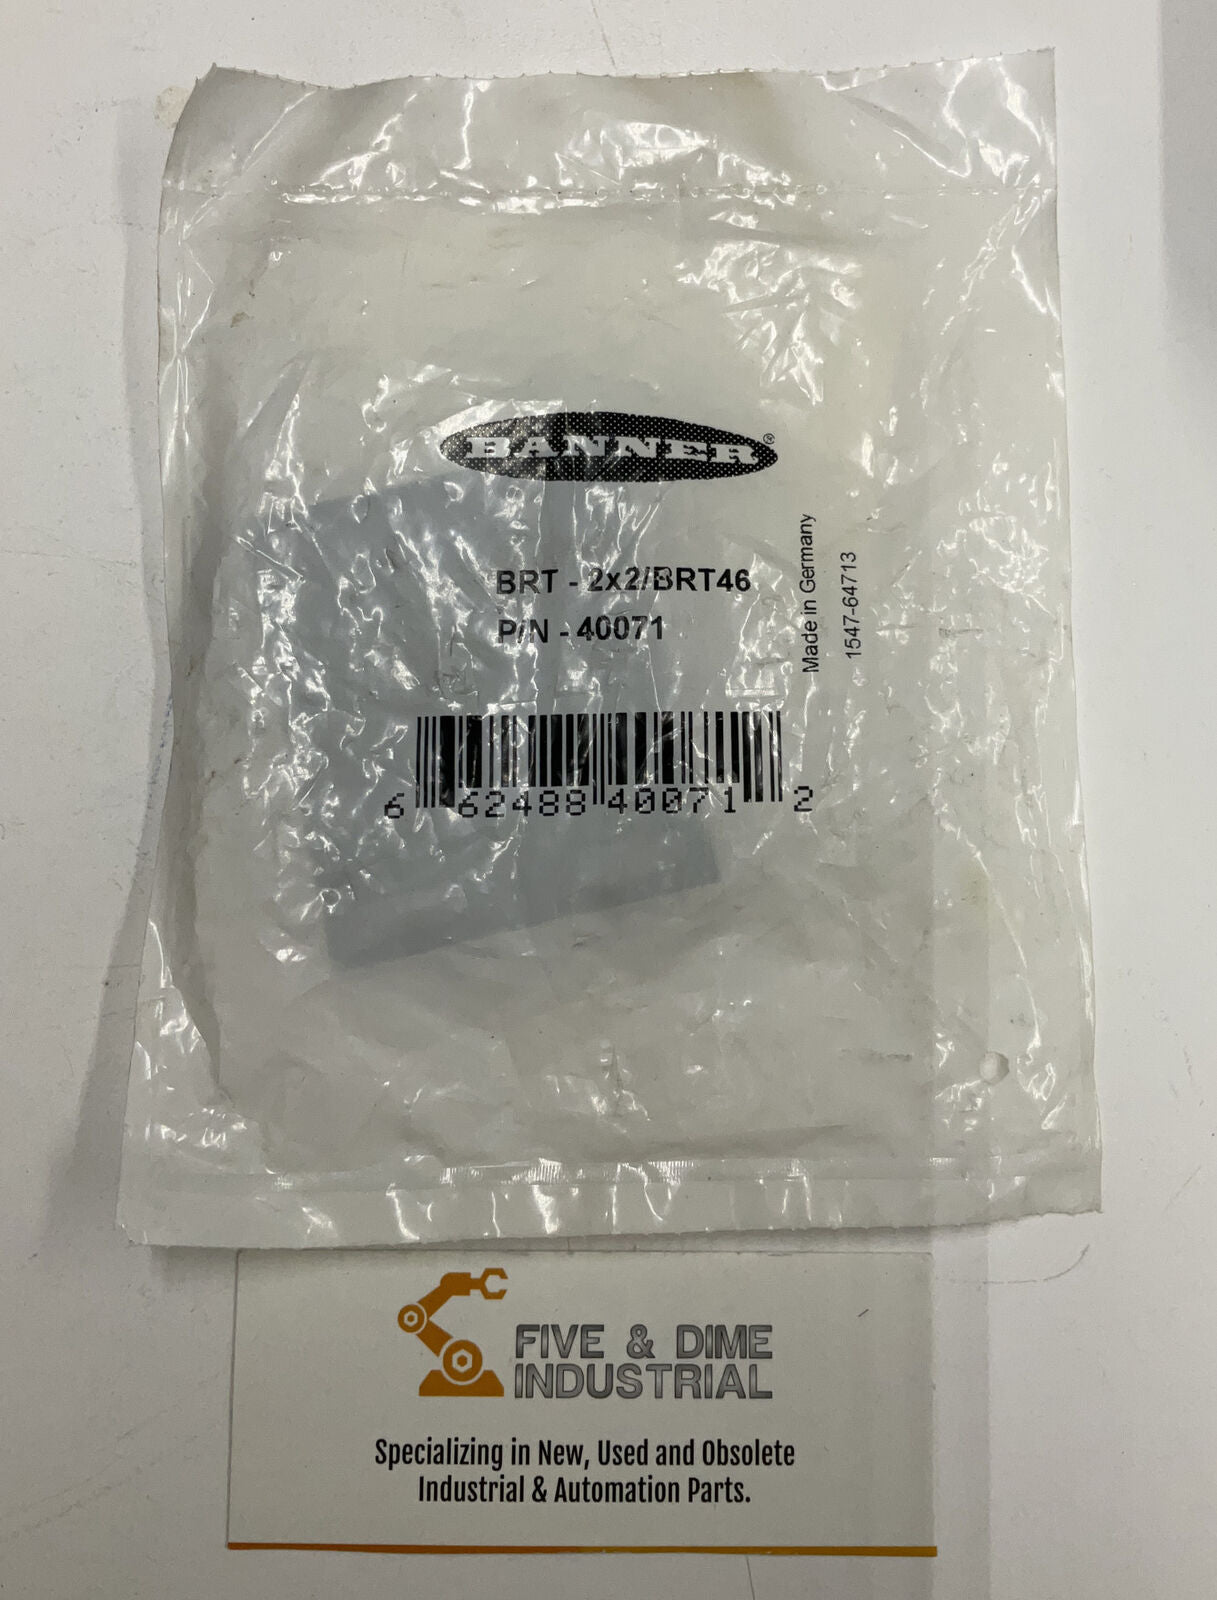 BANNER®
BRT - 2x2/BRT46
P/N - 40071
Made in Germany
1547-64713
6 62488 40071 2
FIVE & DIME
INDUSTRIAL
Specializing in New, Used and Obsolete
Industrial & Automation Parts.